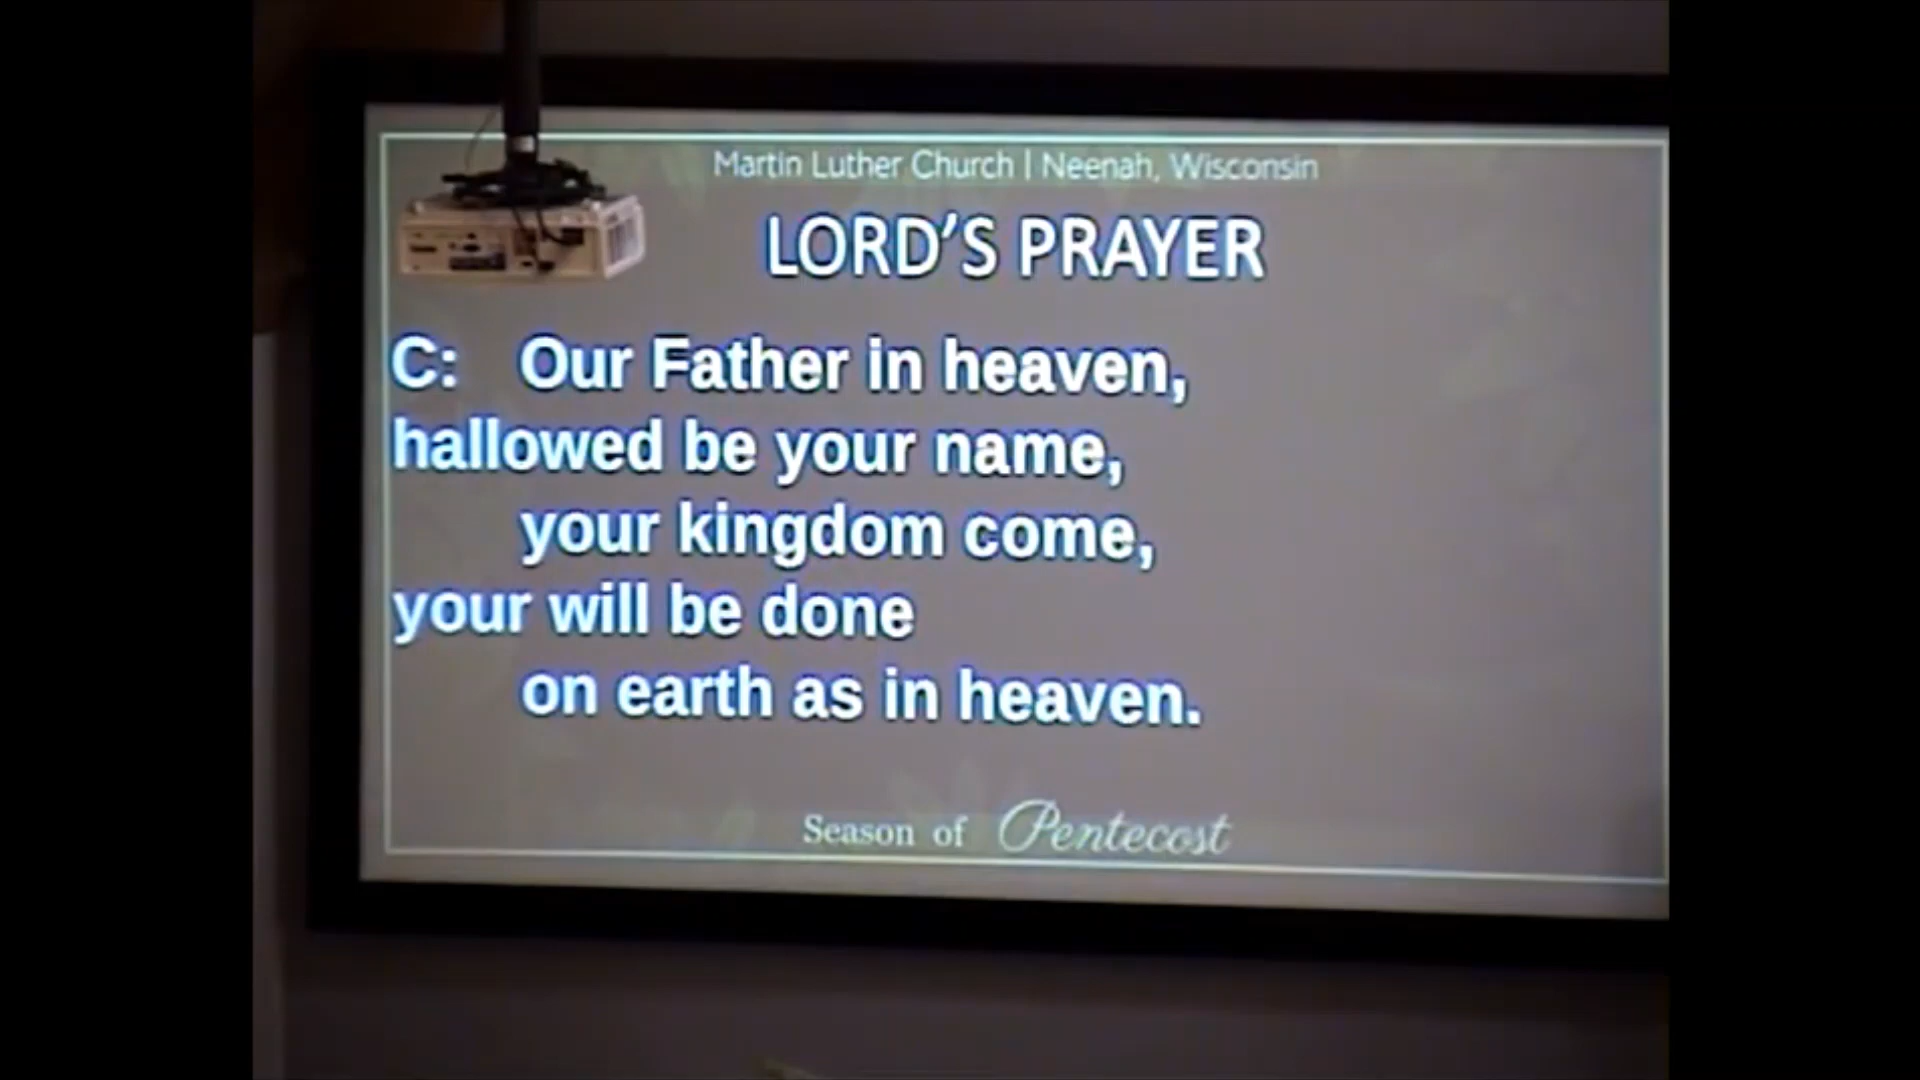 Martin Luther Church | Neenah, Wisconsin
LORD'S PRAYER
C: Our Father in heaven,
hallowed be your name,
your kingdom come,
your will be done
on earth as in heaven.
Season of Pentecost